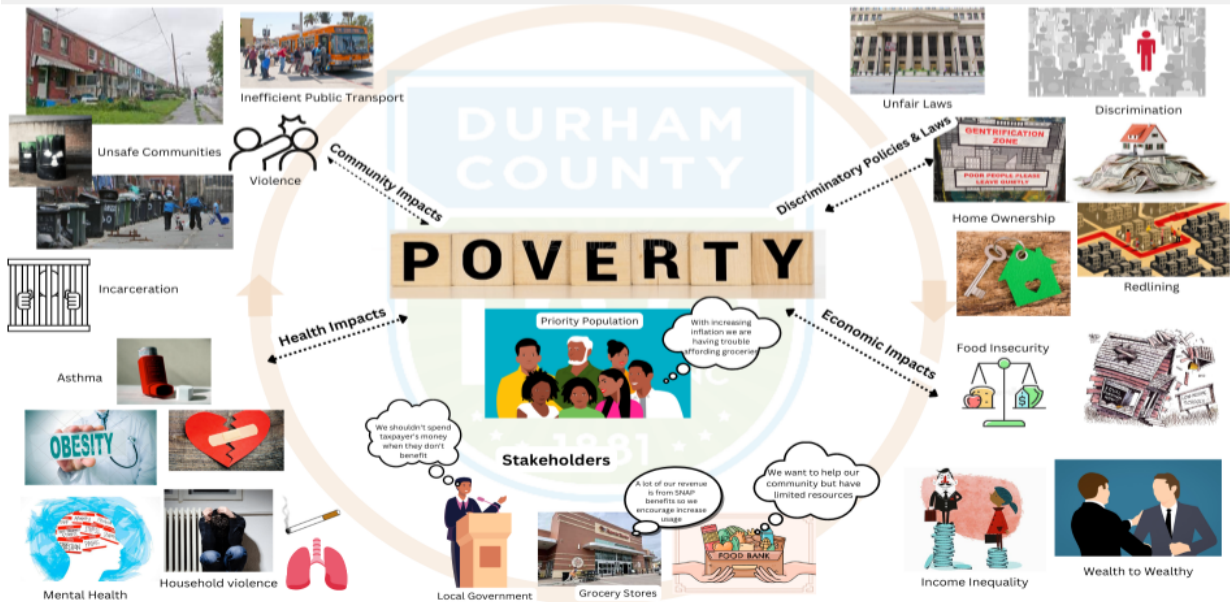 Inefficient Public Transport
Unsafe Communities
Violence
Incarceration
Community Impacts
Unfair Laws
Discrimination
Discriminatory Policies & Laws
GENTRIFICATION
ZONE
POOR PEOPLE PLEASE
LEAVE QUIETLY
Home Ownership
Redlining
DURHAM
COUNTY
POVERTY
1881
Health Impacts
Asthma
OBESITY
Mental Health
Household violence
Priority Population
With increasing
inflation we are
having trouble
affording groceries
Economic Impacts
Food Insecurity
Income Inequality
Wealth to Wealthy
Stakeholders
We shouldn't spend
taxpayer's money
when they don't
benefit
Local Government
A lot of our revenue
is from SNAP
benefits so we
encourage increase
usage
Grocery Stores
We want to help our
community but have
limited resources
FOOD BANK